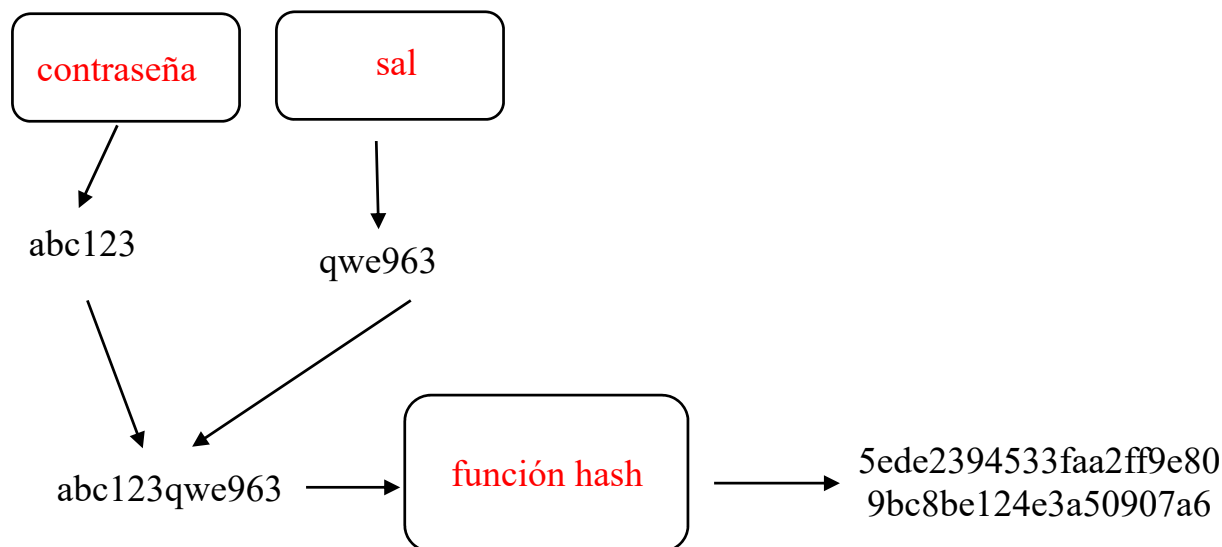 contraseña
sal
abc123
qwe963
abc123qwe963
función hash
5ede2394533faa2ff9e80
9bc8be124e3a50907a6